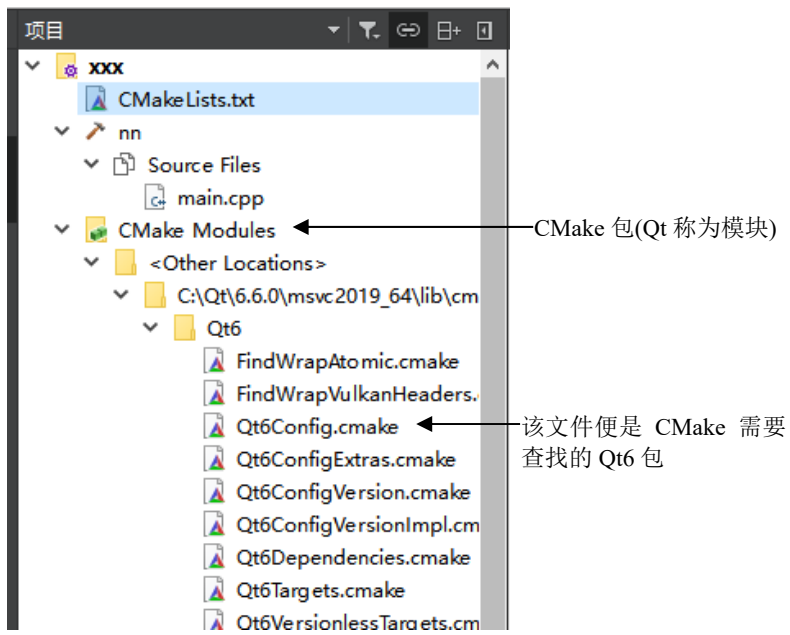 项目
xxx
CMakeLists.txt
nn
Source Files
main.cpp
CMake Modules
CMake 包(Qt 称为模块)
<Other Locations>
C:\Qt\6.6.0\msvc2019_64\lib\cm
Qt6
FindWrapAtomic.cmake
FindWrapVulkanHeaders.
Qt6Config.cmake
该文件便是 CMake 需要
查找的 Qt6 包
Qt6ConfigExtras.cmake
Qt6ConfigVersion.cmake
Qt6ConfigVersionImpl.cm
Qt6Dependencies.cmake
Qt6Targets.cmake
Qt6VersionlessTargets.cm